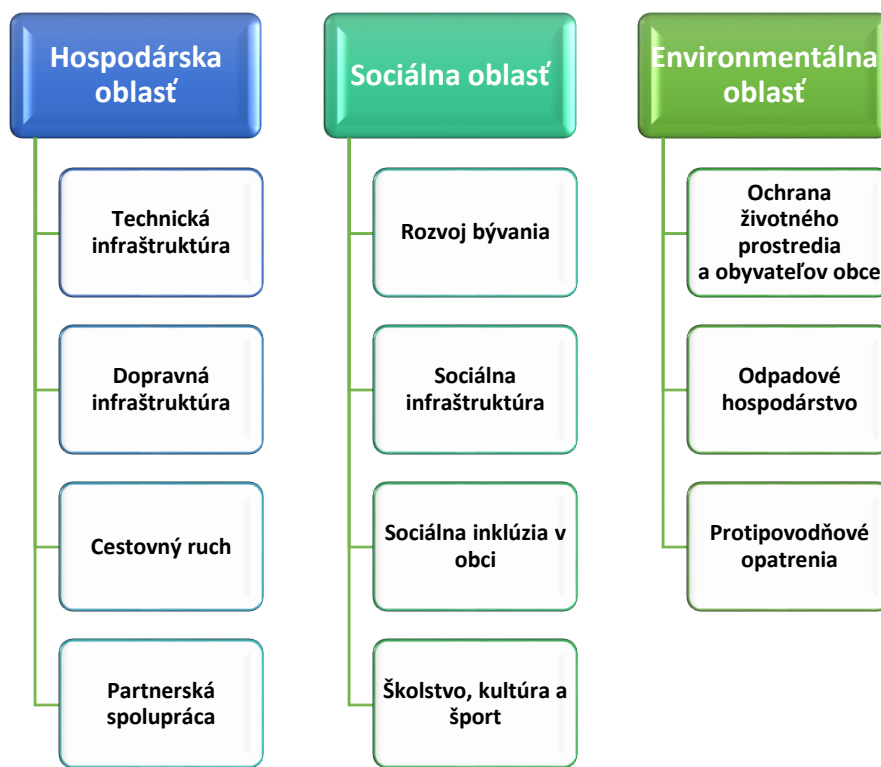 Hospodárska
oblasť
Technická
infraštruktúra
Dopravná
infraštruktúra
Cestovný ruch
Partnerská
spolupráca
Sociálna oblasť
Rozvoj bývania
Sociálna
infraštruktúra
Sociálna inklúzia v
obci
Školstvo, kultúra a
šport
Environmentálna
oblasť
Ochrana
životného
prostredia
a obyvateľov obce
Odpadové
hospodárstvo
Protipovodňové
opatrenia